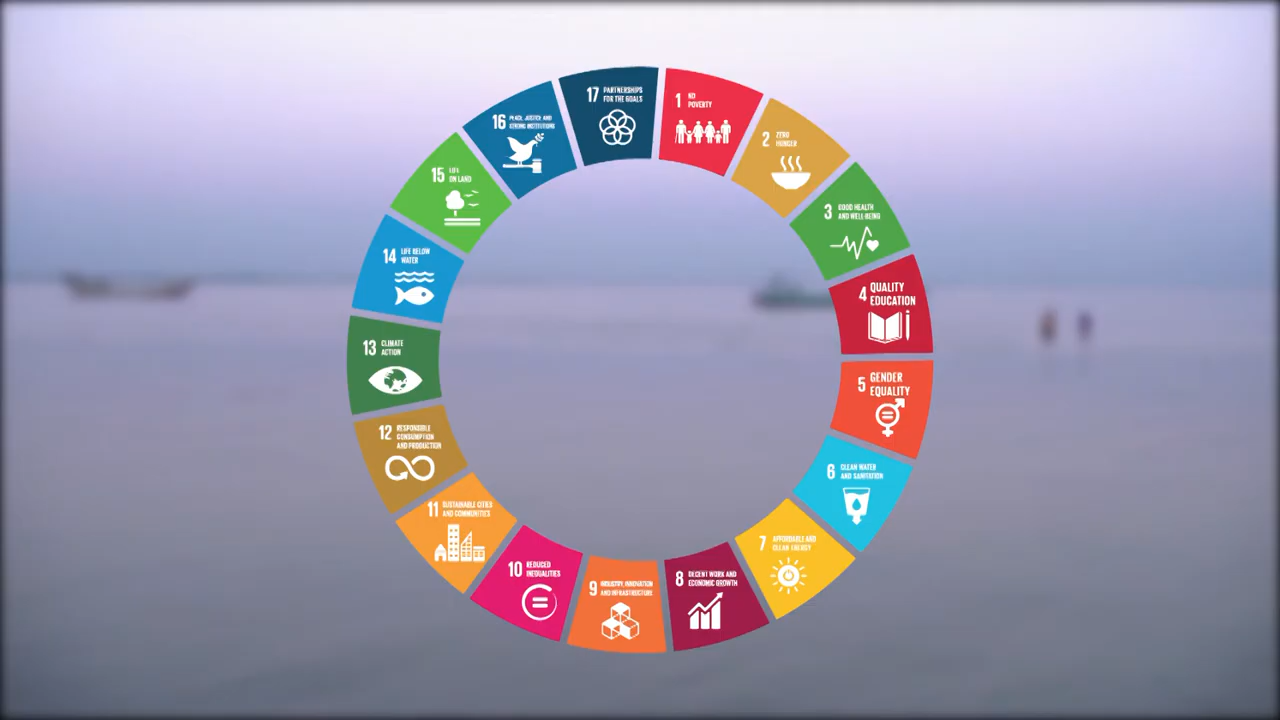 1 NO
POVERTY
2 ZERO
HUNGER
3 GOOD HEALTH
AND WELL-BEING
4 QUALITY
EDUCATION
5 GENDER
EQUALITY
6 CLEAN WATER
AND SANITATION
7 AFFORDABLE AND
CLEAN ENERGY
8 DECENT WORK AND
ECONOMIC GROWTH
9 INDUSTRY, INNOVATION
AND INFRASTRUCTURE
10 REDUCED
INEQUALITIES
11 SUSTAINABLE CITIES
AND COMMUNITIES
12 RESPONSIBLE
CONSUMPTION
AND PRODUCTION
13 CLIMATE
ACTION
14 LIFE BELOW
WATER
15 LIFE
ON LAND
16 PEACE, JUSTICE AND
STRONG INSTITUTIONS
17 PARTNERSHIPS
FOR THE GOALS